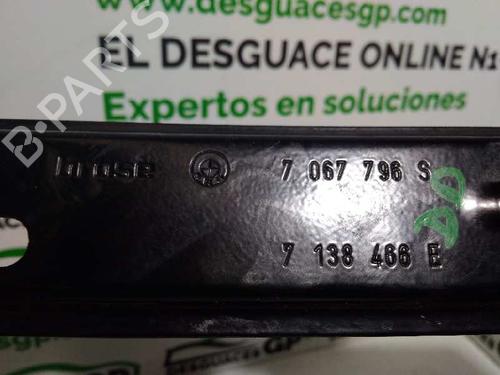 www.desguacesgp.com
EL DESGUACE ONLINE N1
Expertos en soluciones
B-PARTS
brose 7 067 796 S
7 138 466 E